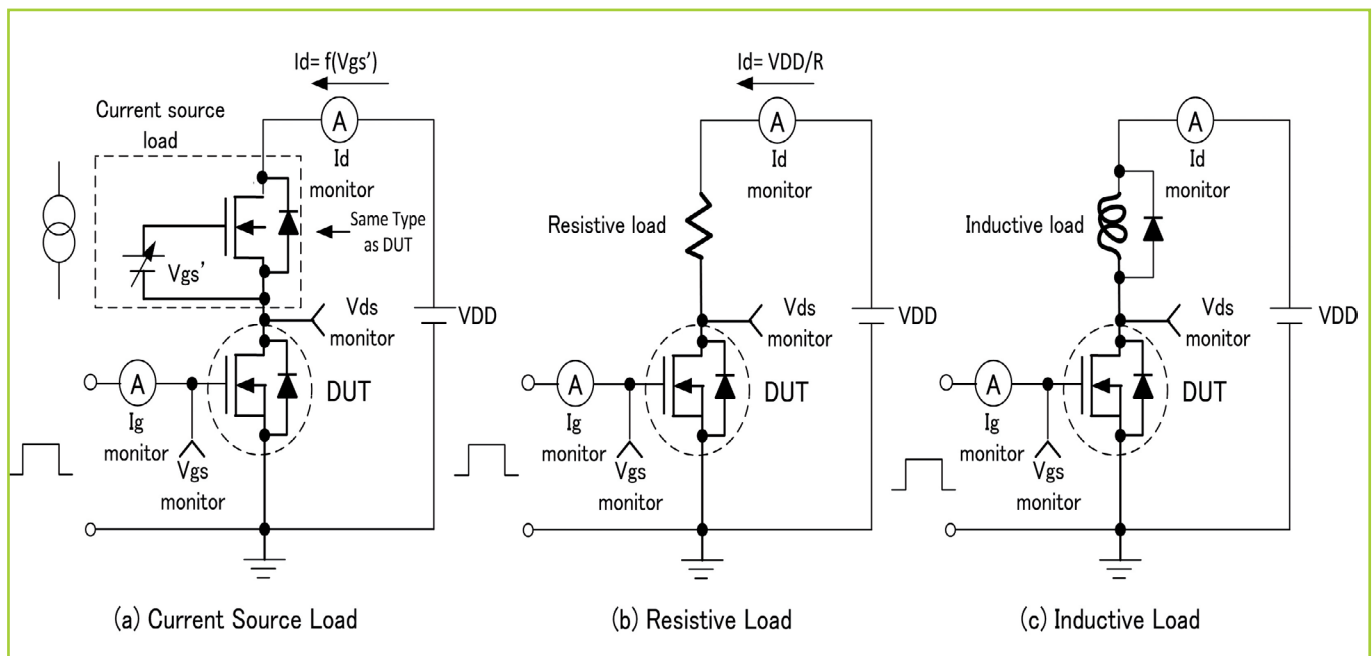 Id= f(Vgs')
Current source
load
A
Id
monitor
Same Type
as DUT
Vgs'
Vds
monitor
VDD
A
Ig
monitor
Vgs
monitor
DUT
(a) Current Source Load
Id= VDD/R
A
Id
monitor
Resistive load
Vds
monitor
VDD
A
Ig
monitor
Vgs
monitor
DUT
(b) Resistive Load
A
Id
monitor
Inductive load
Vds
monitor
VDD
A
Ig
monitor
Vgs
monitor
DUT
(c) Inductive Load